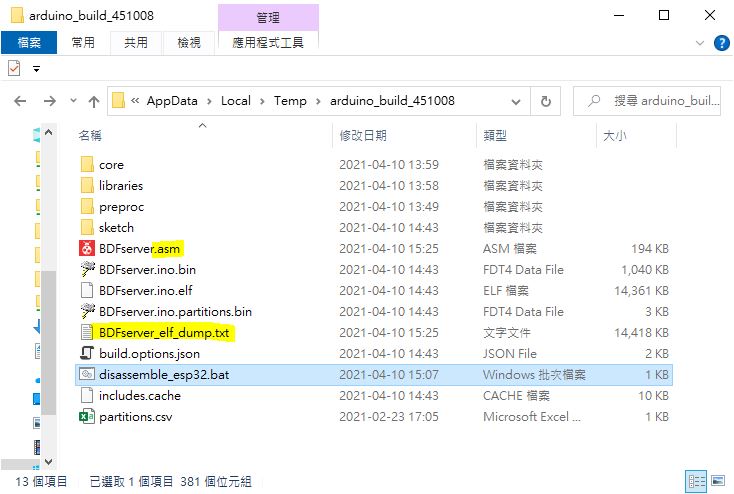 arduino_build_451008
管理
檔案 常用 共用 檢視 應用程式工具
« AppData › Local › Temp › arduino_build_451008
搜尋 arduino_buil...
名稱 修改日期 類型 大小
core 2021-04-10 13:59 檔案資料夾
libraries 2021-04-10 13:58 檔案資料夾
preproc 2021-04-10 13:49 檔案資料夾
sketch 2021-04-10 14:43 檔案資料夾
BDFserver.asm 2021-04-10 15:25 ASM 檔案 194 KB
BDFserver.ino.bin 2021-04-10 14:43 FDT4 Data File 1,040 KB
BDFserver.ino.elf 2021-04-10 14:43 ELF 檔案 14,361 KB
BDFserver.ino.partitions.bin 2021-04-10 14:43 FDT4 Data File 3 KB
BDFserver_elf_dump.txt 2021-04-10 15:25 文字文件 14,418 KB
build.options.json 2021-04-10 14:43 JSON File 2 KB
disassemble_esp32.bat 2021-04-10 15:07 Windows 批次檔案 1 KB
includes.cache 2021-04-10 14:43 CACHE 檔案 10 KB
partitions.csv 2021-02-23 17:05 Microsoft Excel ... 1 KB
13 個項目 已選取 1 個項目 381 個位元組